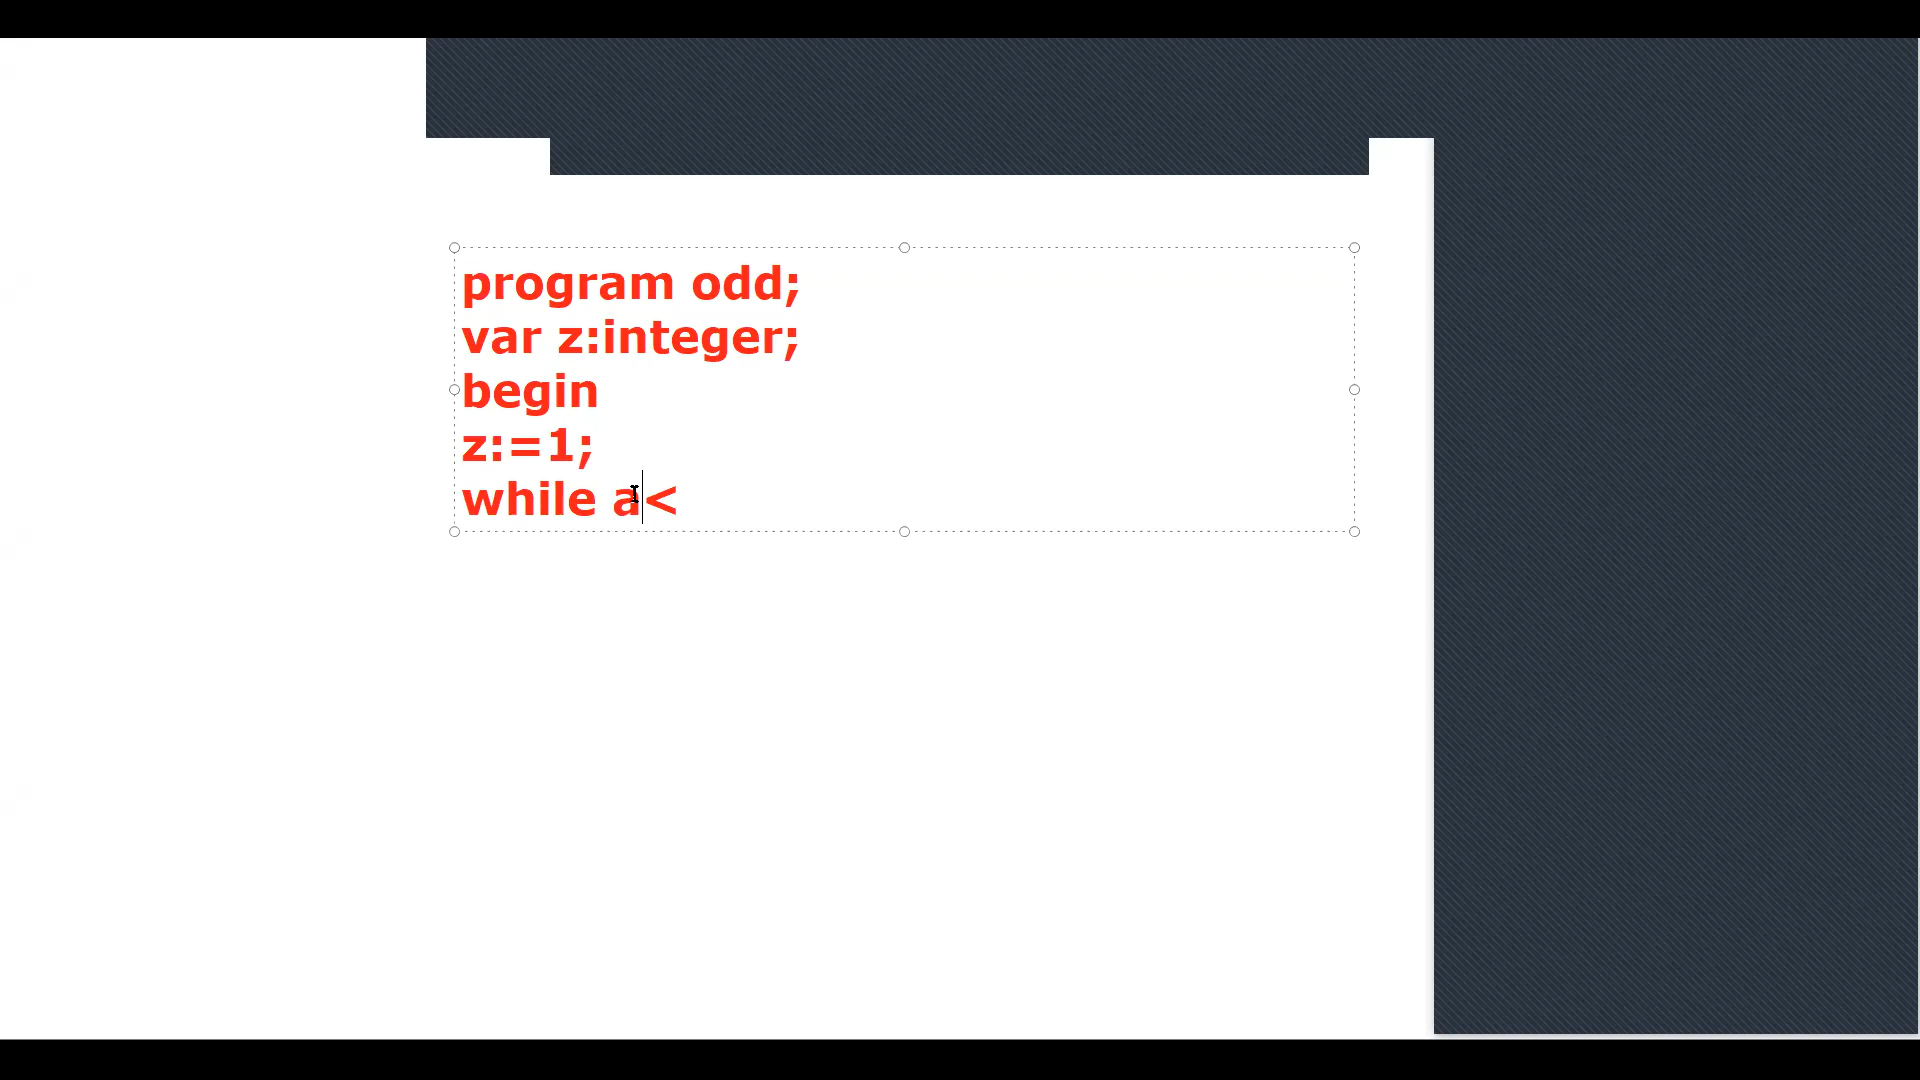 program odd;
var z:integer;
begin
z:=1;
while a<